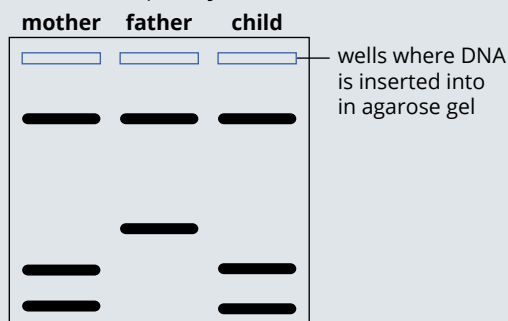 mother father child
wells where DNA
is inserted into
in agarose gel